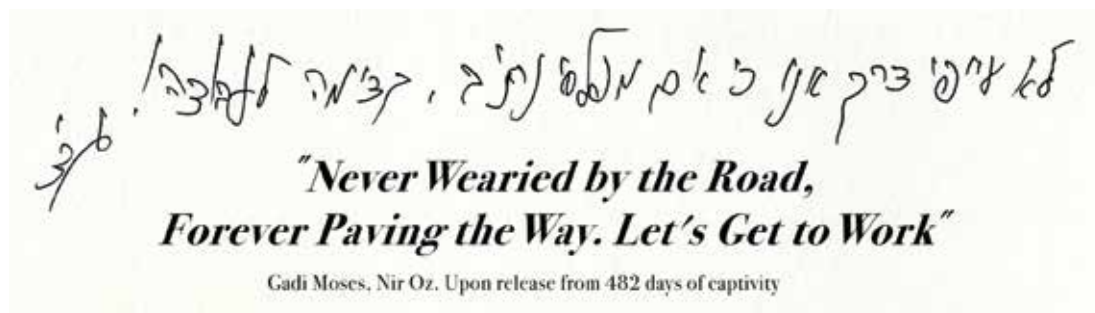 לא עייפי דרך אנו כי אם מפלסי נתיב, קדימה לעבודה!
גדי
"Never Wearied by the Road,
Forever Paving the Way. Let's Get to Work"
Gadi Moses, Nir Oz. Upon release from 482 days of captivity